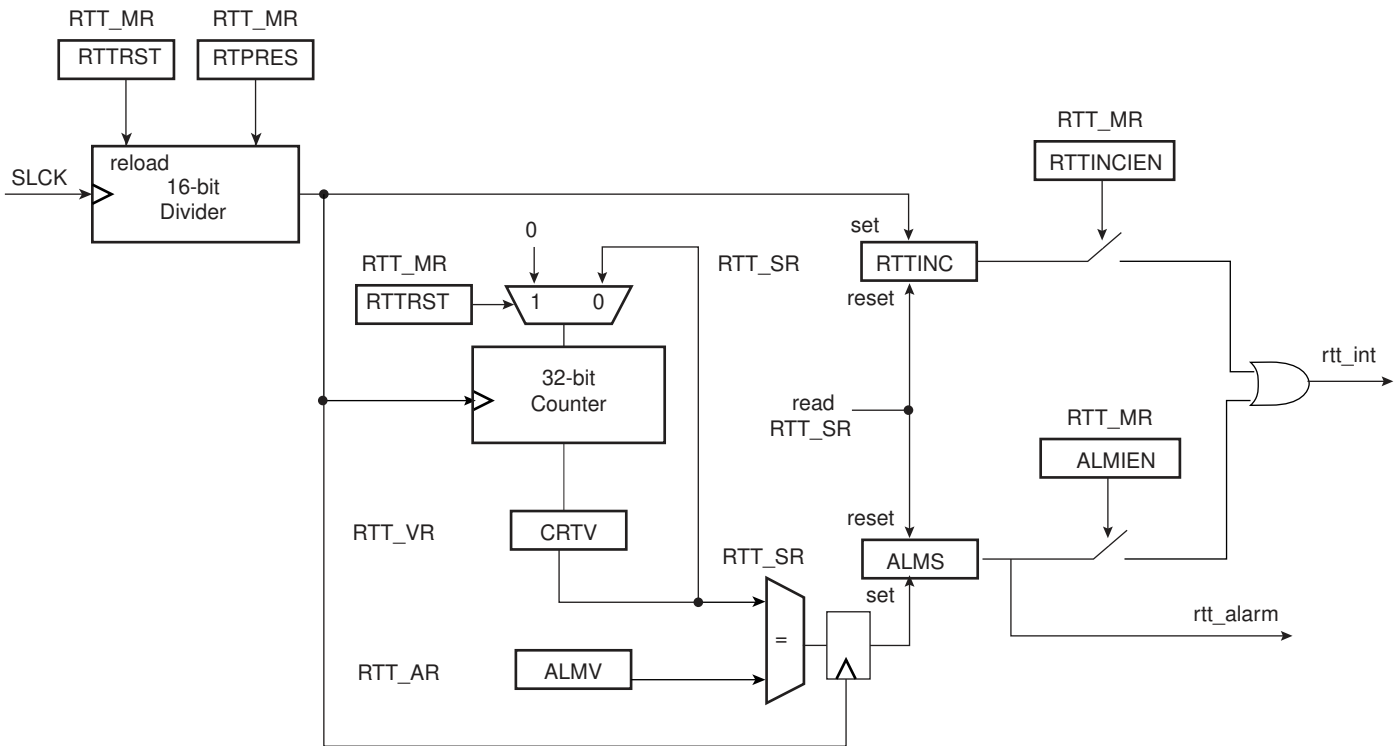 RTT_MR
RTT_MR
RTTRST
RTPRES
RTT_MR
reload
RTTINCIEN
SLCK
16-bit
Divider
set
0
RTT_MR
RTT_SR
RTTINC
RTTRST
1
0
reset
rtt_int
32-bit
Counter
read
RTT_SR
RTT_MR
ALMIEN
reset
RTT_VR
CRTV
RTT_SR
ALMS
set
rtt_alarm
=
RTT_AR
ALMV